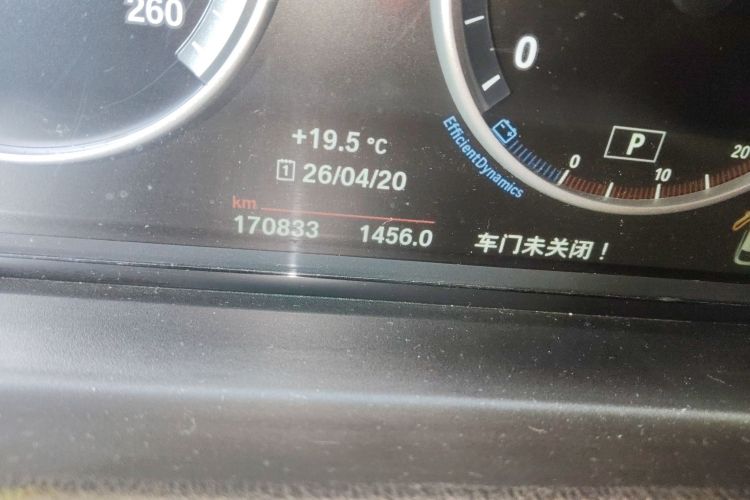 260
0
+19.5 °C
EfficientDynamics
P
0
10
20
1 26/04/20
km
170833 1456.0
车门未关闭！